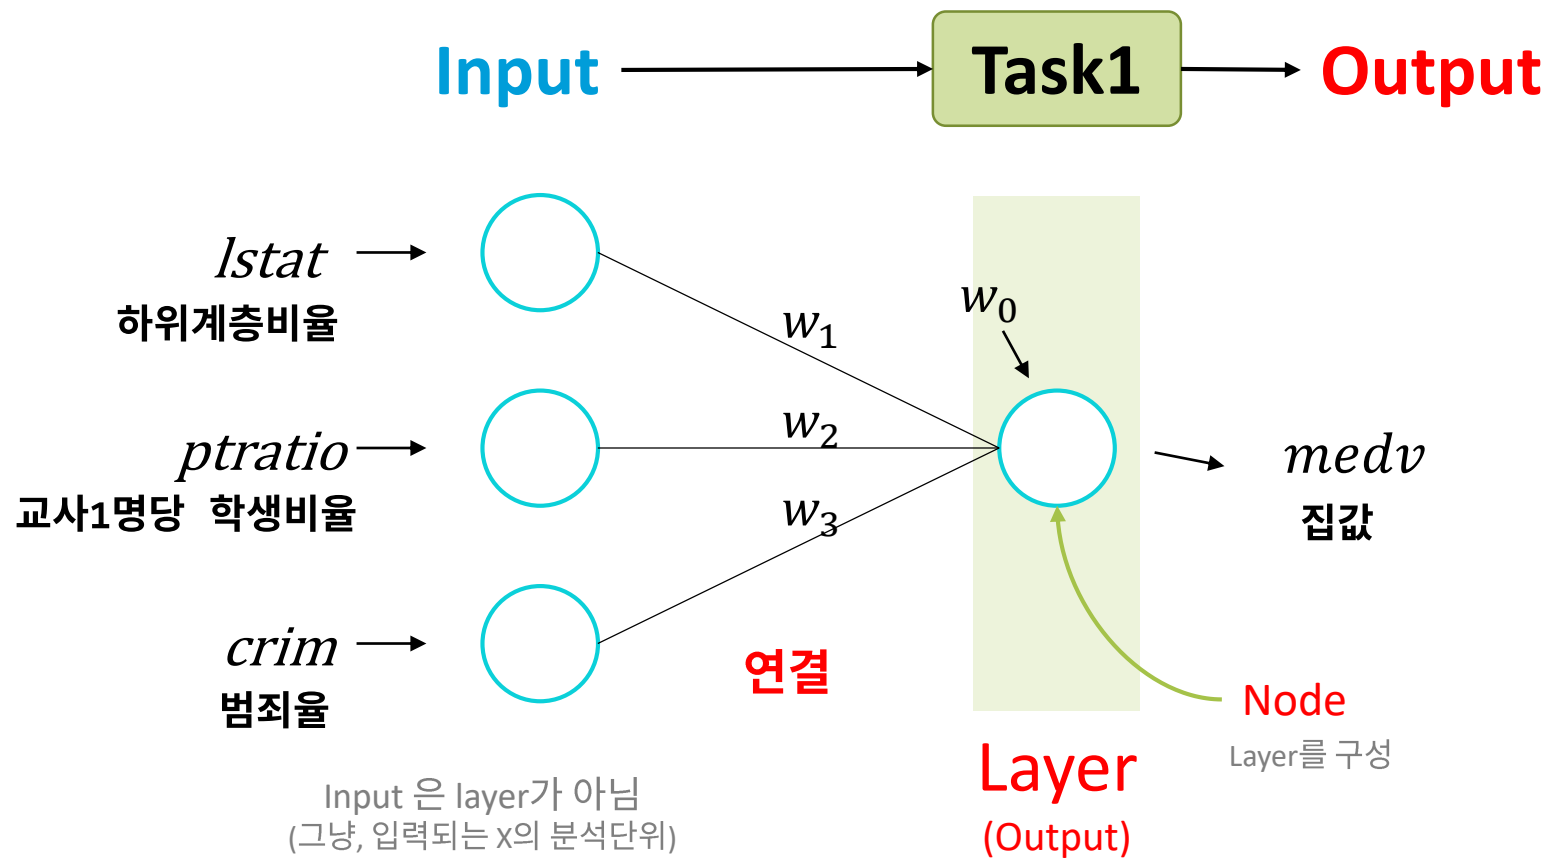 Input
Task1
Output
lstat
하위계층비율
w₁
w₀
ptratio
교사1명당 학생비율
w₂
medv
집값
w₃
crim
범죄율
연결
Node
Layer를 구성
Layer
(Output)
Input 은 layer가 아님
(그냥, 입력되는 X의 분석단위)